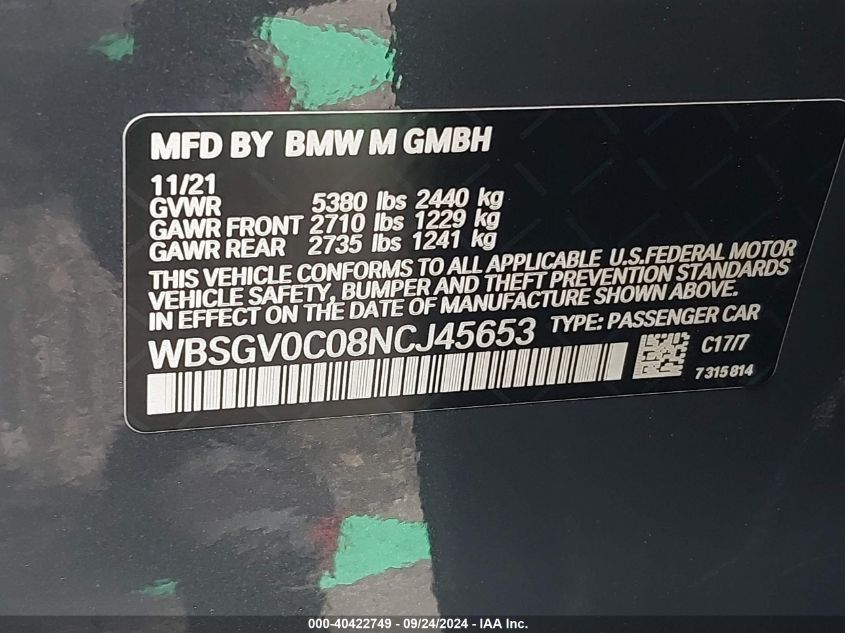 MFD BY BMW M GMBH
11/21
GVWR 5380 lbs 2440 kg
GAWR FRONT 2710 lbs 1229 kg
GAWR REAR 2735 lbs 1241 kg
THIS VEHICLE CONFORMS TO ALL APPLICABLE U.S.FEDERAL MOTOR
VEHICLE SAFETY, BUMPER AND THEFT PREVENTION STANDARDS
IN EFFECT ON THE DATE OF MANUFACTURE SHOWN ABOVE.
WBSGV0C08NCJ45653 TYPE: PASSENGER CAR
C17/7
7315814
000-40422749 - 09/24/2024 - IAA Inc.